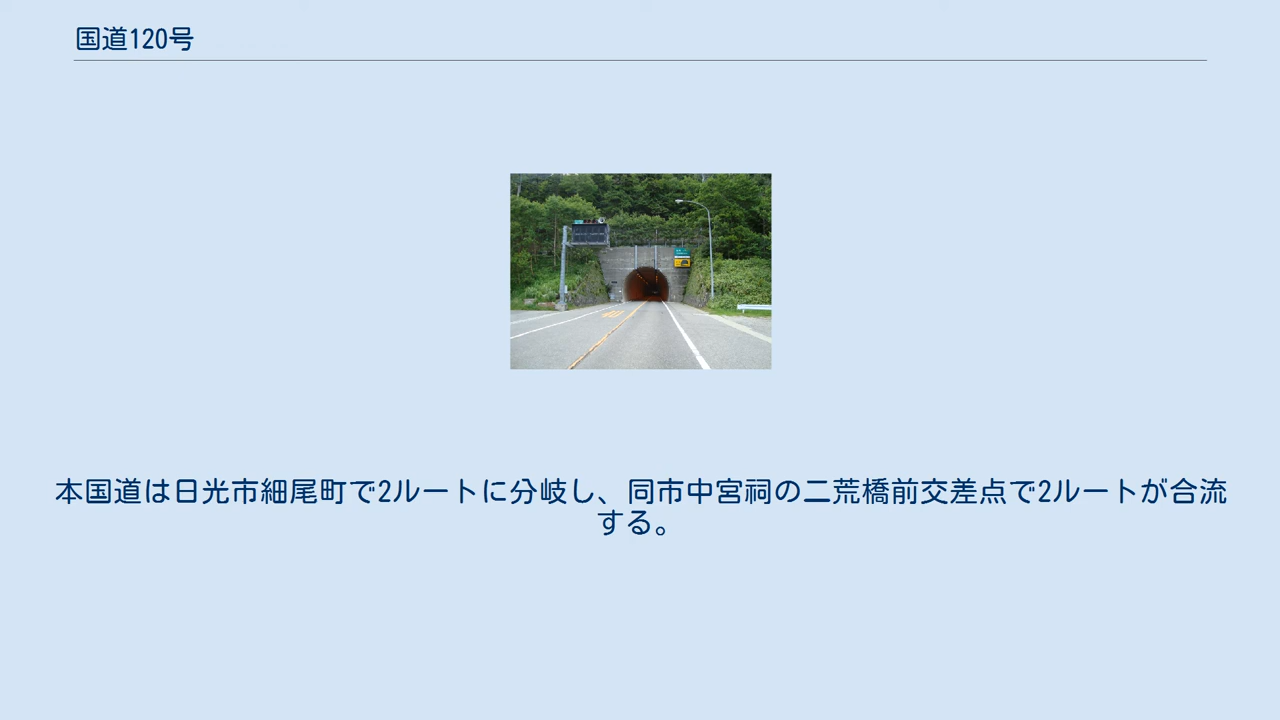 国道120号
本国道は日光市細尾町で2ルートに分岐し、同市中宮祠の二荒橋前交差点で2ルートが合流
する。